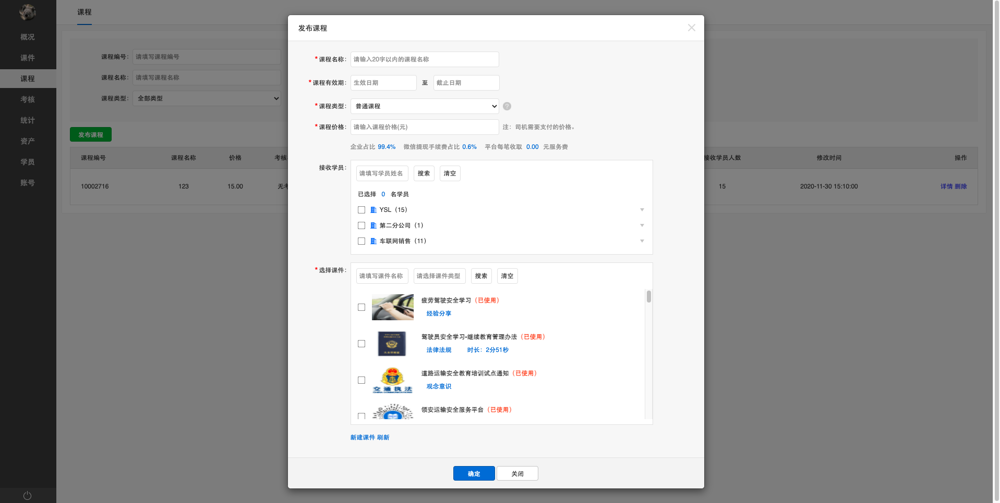 课程
概况
课件
课程
考核
统计
资产
学员
账号
课程编号： 请填写课程编号
课程名称： 请填写课程名称
课程类型： 全部类型
发布课程
课程编号 课程名称 价格 考核 接收学员人数 修改时间 操作
10002716 123 15.00 无考 15 2020-11-30 15:10:00 详情 删除
发布课程
*课程名称： 请输入20字以内的课程名称
*课程有效期： 生效日期 至 截止日期
*课程类型： 普通课程 ?
*课程价格： 请输入课程价格(元) 注：司机需要支付的价格。
企业占比 99.4% 微信提现手续费占比 0.6% 平台每笔收取 0.00 元服务费
接收学员： 请填写学员姓名 搜索 清空
已选择 0 名学员
YSL（15）
第二分公司（1）
车联网销售（11）
*选择课件： 请填写课件名称 请选择课件类型 搜索 清空
疲劳驾驶安全学习（已使用）
经验分享
驾驶员安全学习-继续教育管理办法（已使用）
法律法规 时长：2分51秒
道路运输安全教育培训试点通知（已使用）
观念意识
交通执法
CHINA COMMUNICATIONS
领安运输安全服务平台（已使用）
新建课件 刷新
确定 关闭